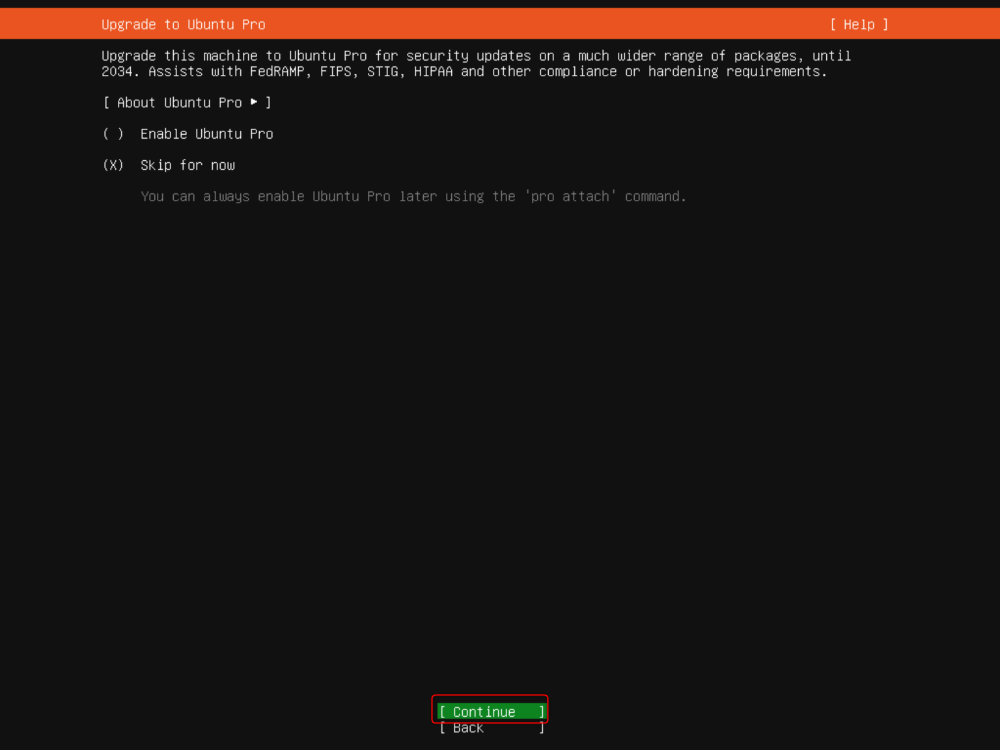 Upgrade to Ubuntu Pro [ Help ]
Upgrade this machine to Ubuntu Pro for security updates on a much wider range of packages, until
2034. Assists with FedRAMP, FIPS, STIG, HIPAA and other compliance or hardening requirements.
[ About Ubuntu Pro ▸ ]
( ) Enable Ubuntu Pro
(X) Skip for now
You can always enable Ubuntu Pro later using the 'pro attach' command.
[ Continue ]
[ Back ]